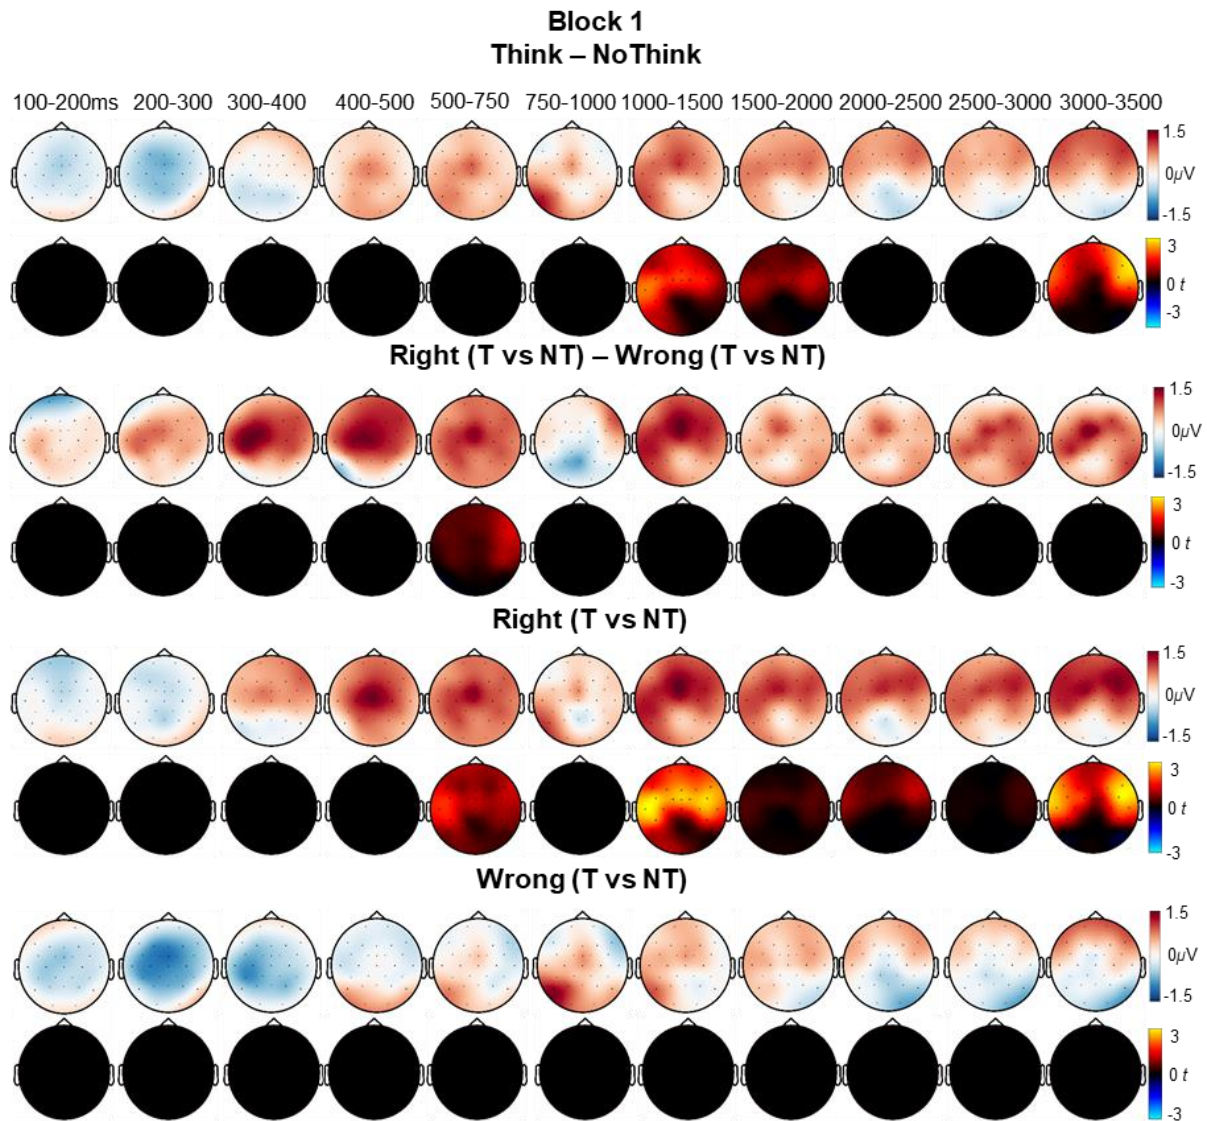 Block 1
Think – NoThink
100-200ms 200-300 300-400 400-500 500-750 750-1000 1000-1500 1500-2000 2000-2500 2500-3000 3000-3500
1.5
0μV
-1.5
3
0 t
-3
Right (T vs NT) – Wrong (T vs NT)
1.5
0μV
-1.5
3
0 t
-3
Right (T vs NT)
1.5
0μV
-1.5
3
0 t
-3
Wrong (T vs NT)
1.5
0μV
-1.5
3
0 t
-3